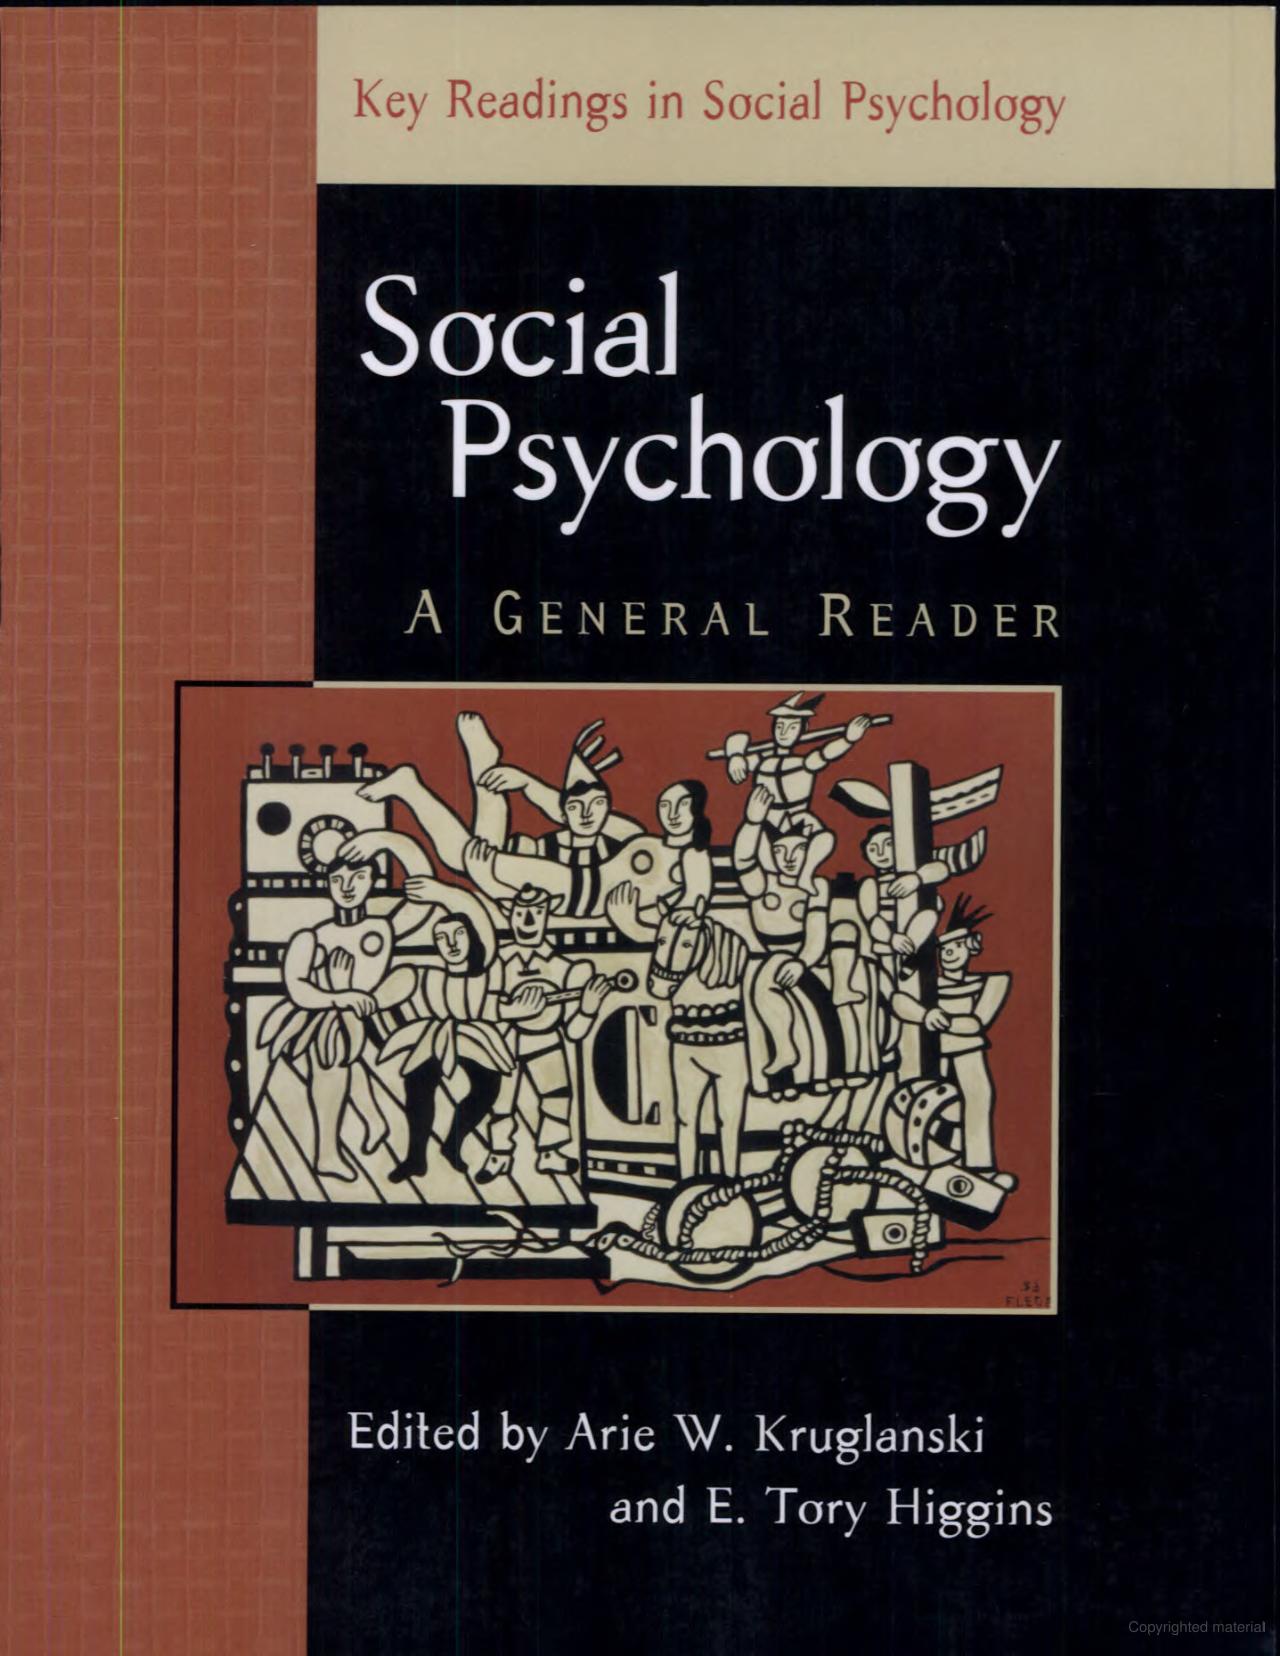 Key Readings in Social Psychology
Social
Psychology
A GENERAL READER
Edited by Arie W. Kruglanski
and E. Tory Higgins
Copyrighted material